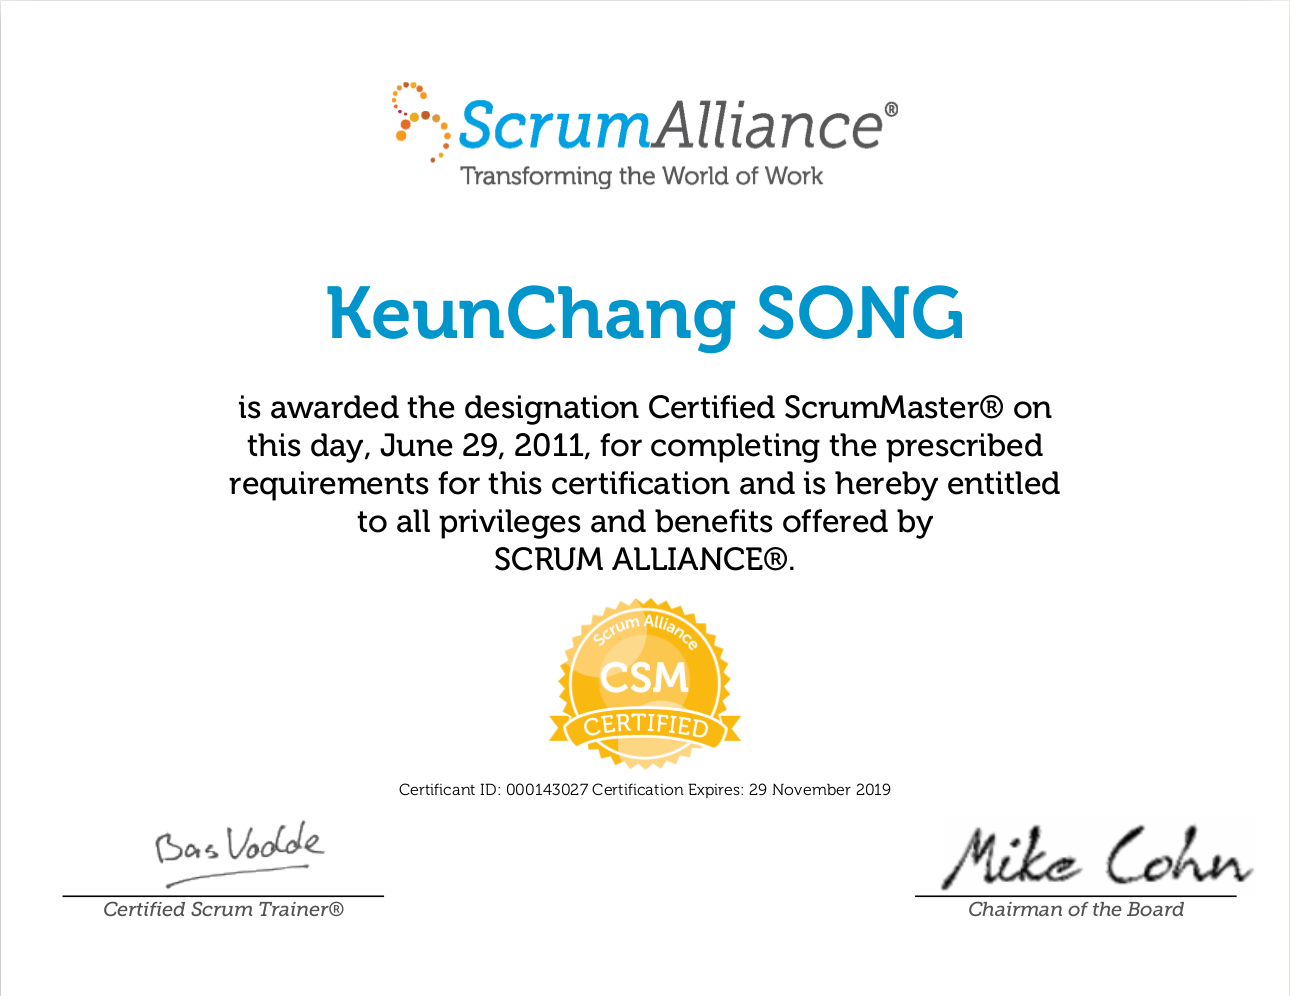 ScrumAlliance®
Transforming the World of Work
KeunChang SONG
is awarded the designation Certified ScrumMaster® on
this day, June 29, 2011, for completing the prescribed
requirements for this certification and is hereby entitled
to all privileges and benefits offered by
SCRUM ALLIANCE®.
Scrum Alliance
CSM
CERTIFIED
Certificant ID: 000143027 Certification Expires: 29 November 2019
Bas Vodde
Mike Cohn
Certified Scrum Trainer®
Chairman of the Board